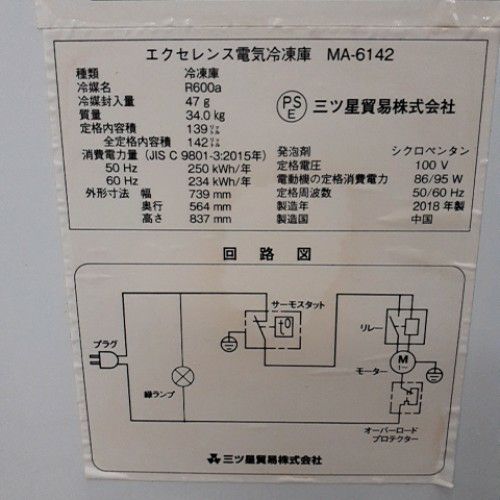 エクセレンス電気冷凍庫 MA-6142
種類 冷凍庫
冷媒名 R600a
冷媒封入量 47 g
質量 34.0 kg
定格内容積 139 ㍑
全定格内容積 142 ㍑
消費電力量 (JIS C 9801-3:2015年)
50 Hz 250 kWh/年
60 Hz 234 kWh/年
外形寸法 幅 739 mm
奥行 564 mm
高さ 837 mm
PS
E
三ツ星貿易株式会社
発泡剤 シクロペンタン
定格電圧 100 V
電動機の定格消費電力 86/95 W
定格周波数 50/60 Hz
製造年 2018 年製
製造国 中国
回路図
サーモスタット
t°
リレー
プラグ
M
1~
モーター
緑ランプ
オーバーロード
プロテクター
三ツ星貿易株式会社